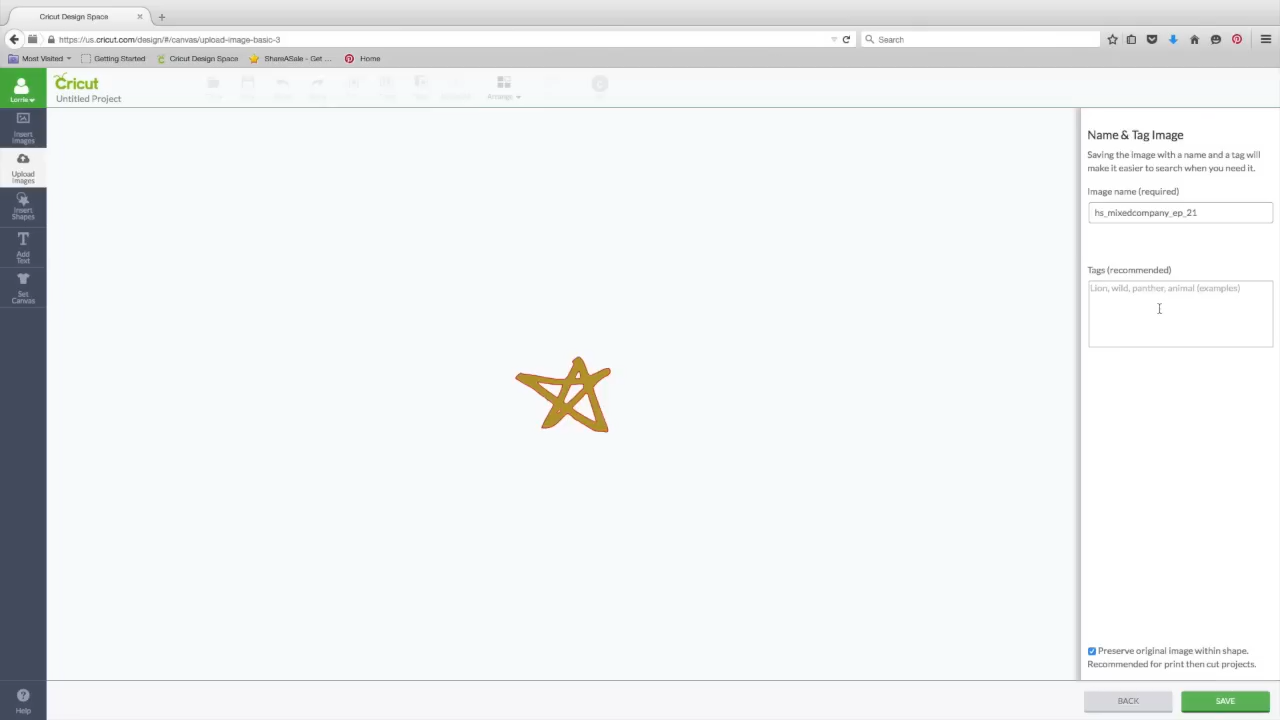 Cricut Design Space
https://us.cricut.com/design/#/canvas/upload-image-basic-3
Search
Most Visited
Getting Started
Cricut Design Space
ShareASale - Get ...
Home
Lorrie
Cricut
Untitled Project
Arrange
Insert
Images
Upload
Images
Insert
Shapes
Add
Text
Set
Canvas
Help
Name & Tag Image
Saving the image with a name and a tag will
make it easier to search when you need it.
Image name (required)
hs_mixedcompany_ep_21
Tags (recommended)
Lion, wild, panther, animal (examples)
Preserve original image within shape.
Recommended for print then cut projects.
BACK
SAVE